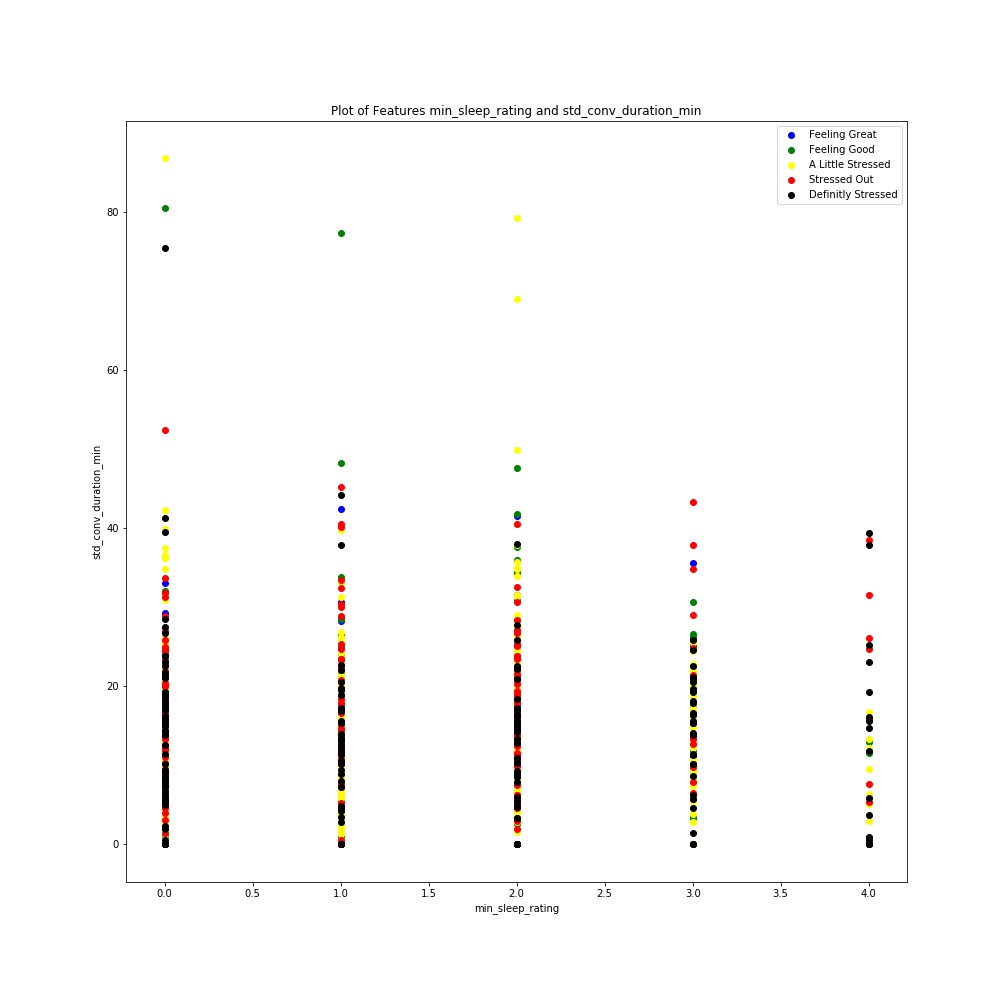 Plot of Features min_sleep_rating and std_conv_duration_min
Feeling Great
Feeling Good
A Little Stressed
Stressed Out
Definitly Stressed
80
60
40
20
0
std_conv_duration_min
0.0 0.5 1.0 1.5 2.0 2.5 3.0 3.5 4.0
min_sleep_rating